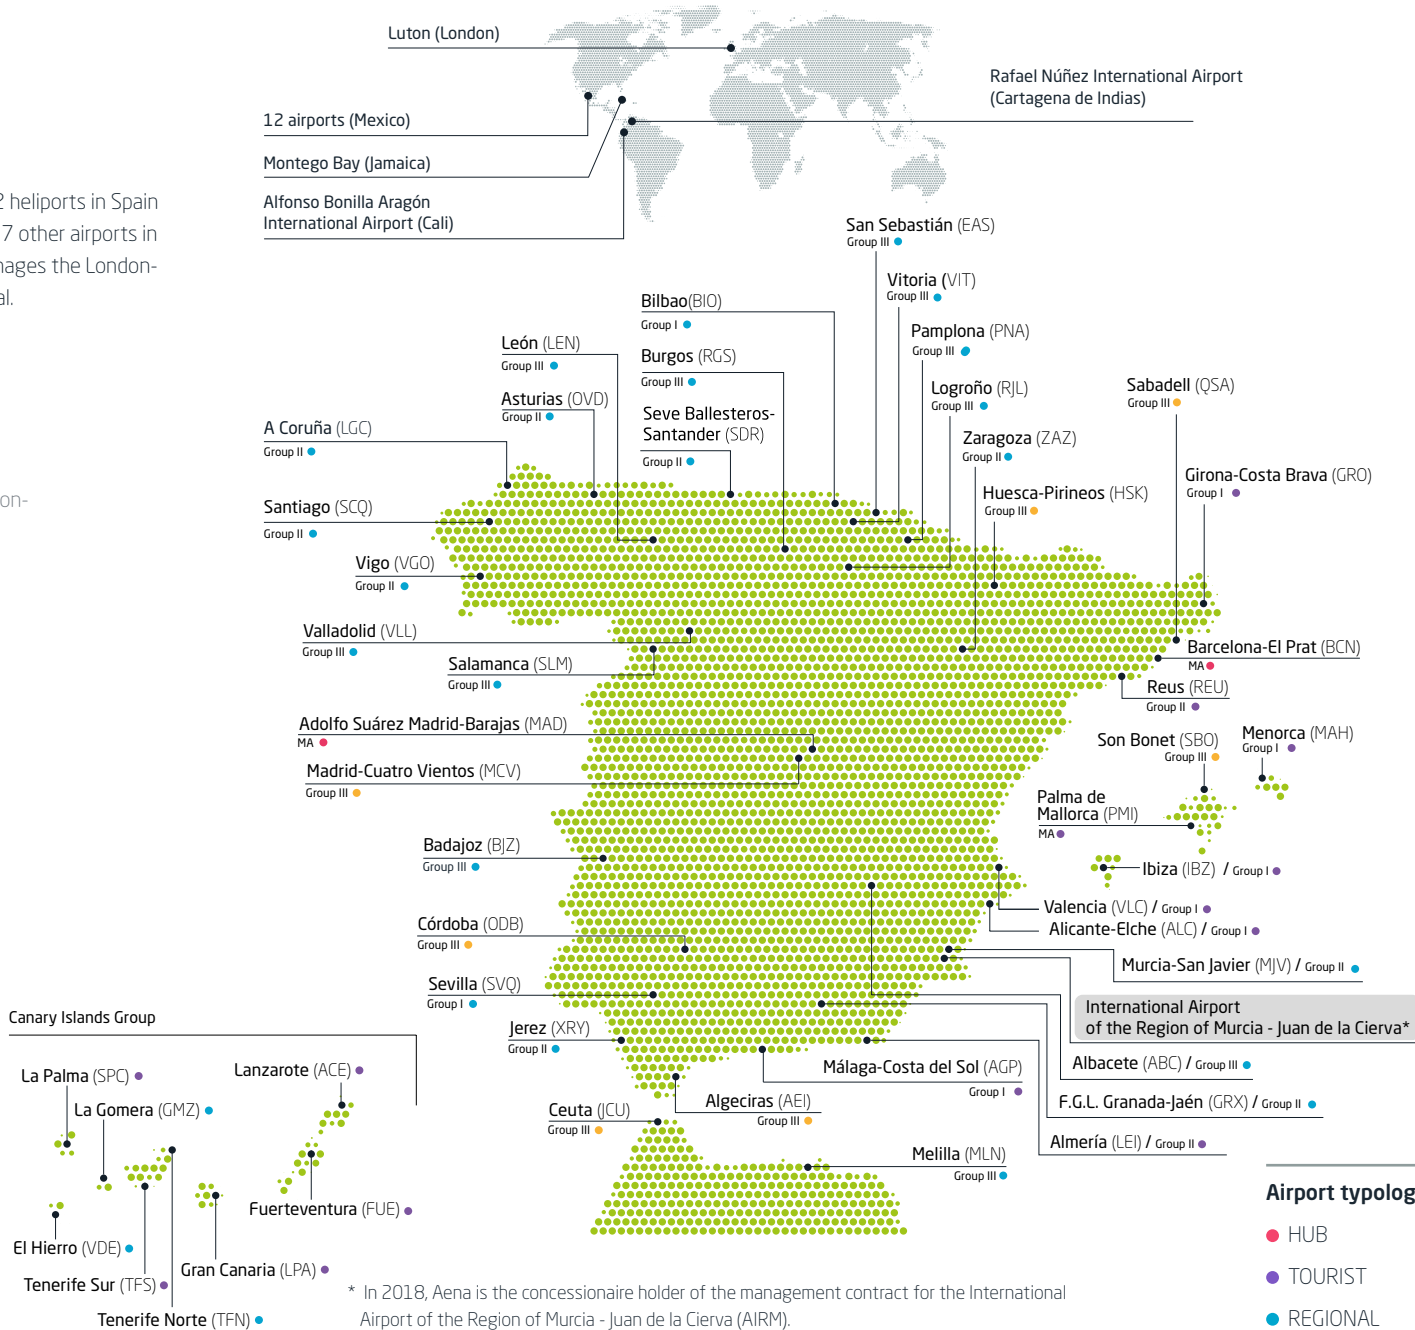 Luton (London)
Rafael Núñez International Airport
(Cartagena de Indias)
12 airports (Mexico)
Montego Bay (Jamaica)
Alfonso Bonilla Aragón
International Airport (Cali)
2 heliports in Spain
7 other airports in
nages the London-
al.
on-
San Sebastián (EAS)
Group III
Vitoria (VIT)
Group III
Bilbao(BIO)
Group I
Pamplona (PNA)
Group III
León (LEN)
Group III
Burgos (RGS)
Group III
Logroño (RJL)
Group III
Sabadell (QSA)
Group III
Asturias (OVD)
Group II
Seve Ballesteros-
Santander (SDR)
Group II
A Coruña (LGC)
Group II
Zaragoza (ZAZ)
Group II
Girona-Costa Brava (GRO)
Group I
Huesca-Pirineos (HSK)
Group III
Santiago (SCQ)
Group II
Vigo (VGO)
Group II
Valladolid (VLL)
Group III
Salamanca (SLM)
Group III
Barcelona-El Prat (BCN)
MA
Reus (REU)
Group II
Adolfo Suárez Madrid-Barajas (MAD)
MA
Son Bonet (SBO)
Group III
Menorca (MAH)
Group I
Madrid-Cuatro Vientos (MCV)
Group III
Palma de
Mallorca (PMI)
MA
Badajoz (BJZ)
Group III
Ibiza (IBZ) / Group I
Valencia (VLC) / Group I
Córdoba (ODB)
Group III
Alicante-Elche (ALC) / Group I
Murcia-San Javier (MJV) / Group II
Sevilla (SVQ)
Group I
International Airport
of the Region of Murcia - Juan de la Cierva*
Canary Islands Group
Jerez (XRY)
Group II
Málaga-Costa del Sol (AGP)
Group I
Albacete (ABC) / Group III
La Palma (SPC)
Lanzarote (ACE)
La Gomera (GMZ)
Ceuta (JCU)
Group III
Algeciras (AEI)
Group III
F.G.L. Granada-Jaén (GRX) / Group II
Almería (LEI) / Group II
Melilla (MLN)
Group III
Fuerteventura (FUE)
El Hierro (VDE)
Gran Canaria (LPA)
Tenerife Sur (TFS)
Tenerife Norte (TFN)
Airport typolog
HUB
TOURIST
REGIONAL
* In 2018, Aena is the concessionaire holder of the management contract for the International
Airport of the Region of Murcia - Juan de la Cierva (AIRM).